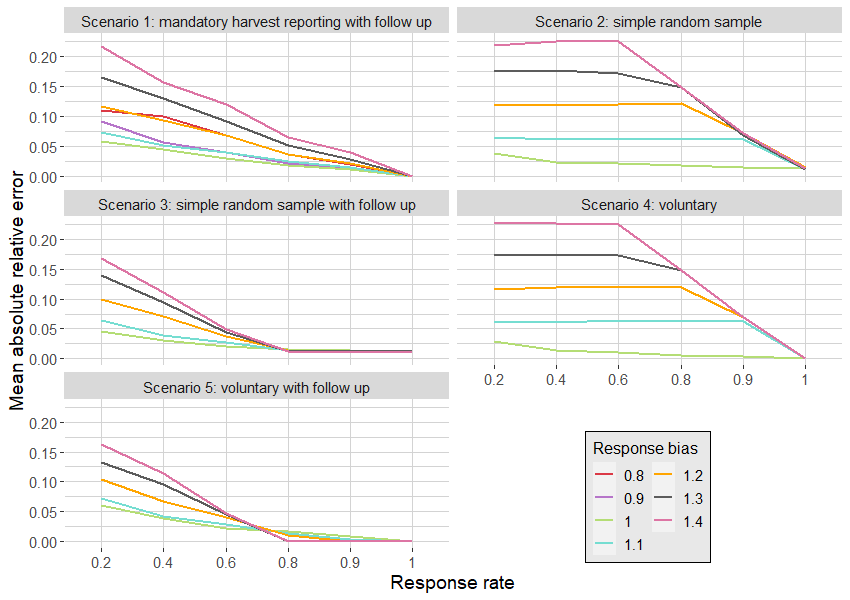 Scenario 1: mandatory harvest reporting with follow up
Scenario 2: simple random sample
0.20
0.15
0.10
0.05
0.00
Scenario 3: simple random sample with follow up
Scenario 4: voluntary
0.20
0.15
0.10
0.05
0.00
0.2 0.4 0.6 0.8 0.9 1
Scenario 5: voluntary with follow up
0.20
0.15
0.10
0.05
0.00
0.2 0.4 0.6 0.8 0.9 1
Mean absolute relative error
Response rate
Response bias
0.8 1.2
0.9 1.3
1 1.4
1.1